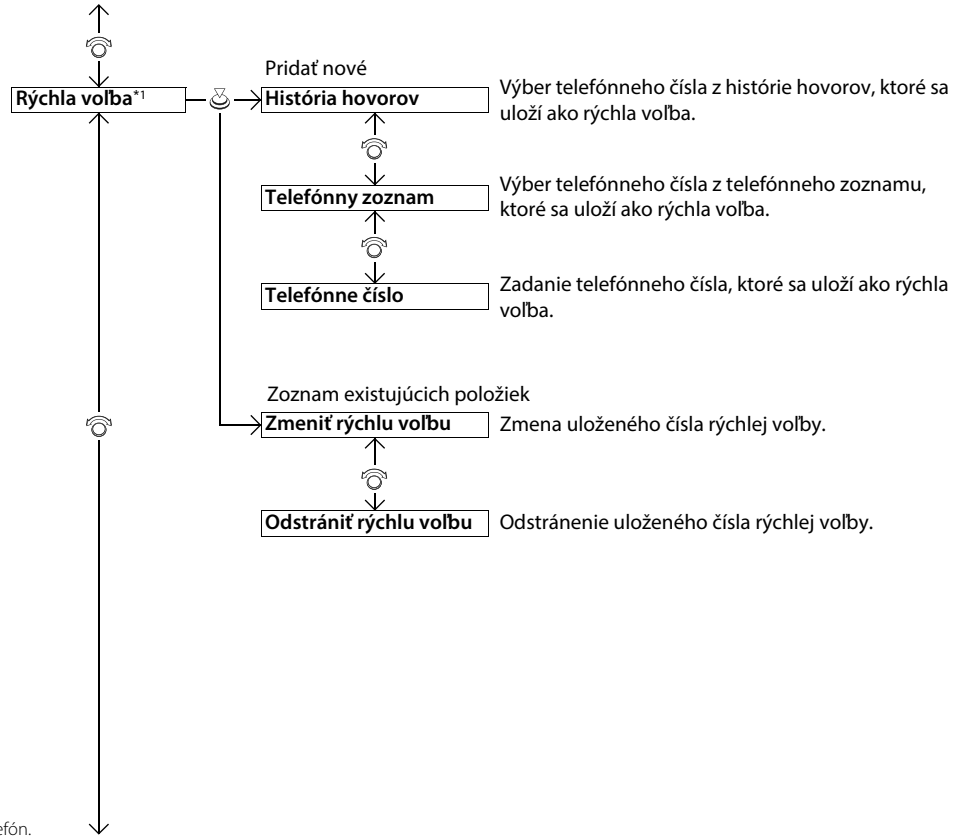 Pridať nové
Rýchla voľba*1
História hovorov
Výber telefónneho čísla z histórie hovorov, ktoré sa
uloží ako rýchla voľba.
Telefónny zoznam
Výber telefónneho čísla z telefónneho zoznamu,
ktoré sa uloží ako rýchla voľba.
Telefónne číslo
Zadanie telefónneho čísla, ktoré sa uloží ako rýchla
voľba.
Zoznam existujúcich položiek
Zmeniť rýchlu voľbu
Zmena uloženého čísla rýchlej voľby.
Odstrániť rýchlu voľbu
Odstránenie uloženého čísla rýchlej voľby.
efón.